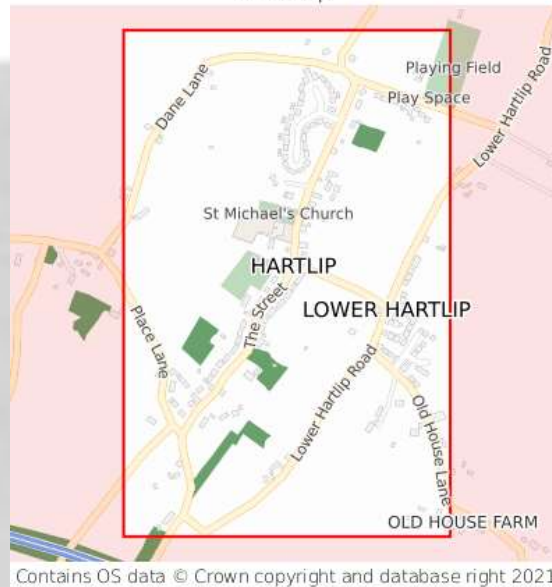 Playing Field
Play Space
Dane Lane
Lower Hartlip Road
St Michael's Church
HARTLIP
LOWER HARTLIP
The Street
Place Lane
Lower Hartlip Road
Old House Lane
OLD HOUSE FARM
Contains OS data © Crown copyright and database right 2021